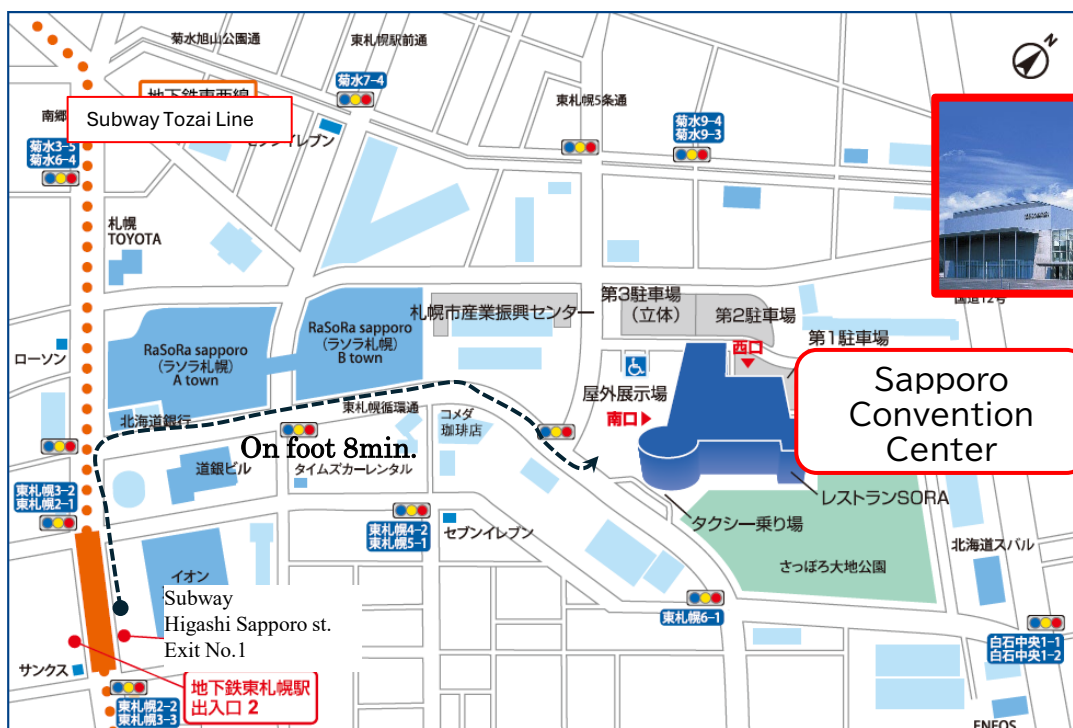 菊水旭山公園通
東札幌駅前通
N
菊水7-4
地下鉄東西線
Subway Tozai Line
南郷
東札幌5条通
菊水9-4
菊水9-3
セブンイレブン
菊水3-5
菊水6-4
札幌
TOYOTA
国道12号
第3駐車場
(立体)
札幌市産業振興センター
第2駐車場
RaSoRa sapporo
(ラソラ札幌)
B town
第1駐車場
ローソン
RaSoRa sapporo
(ラソラ札幌)
A town
西口
屋外展示場
Sapporo
Convention
Center
北海道銀行
東札幌循環通
コメダ
珈琲店
南口
On foot 8min.
道銀ビル
タイムズカーレンタル
東札幌3-2
東札幌2-1
レストランSORA
タクシー乗り場
東札幌4-2
東札幌5-1
セブンイレブン
北海道スバル
さっぽろ大地公園
イオン
Subway
Higashi Sapporo st.
Exit No.1
東札幌6-1
白石中央1-1
白石中央1-2
サンクス
地下鉄東札幌駅
出入口 2
東札幌2-2
東札幌3-3
ENEOS